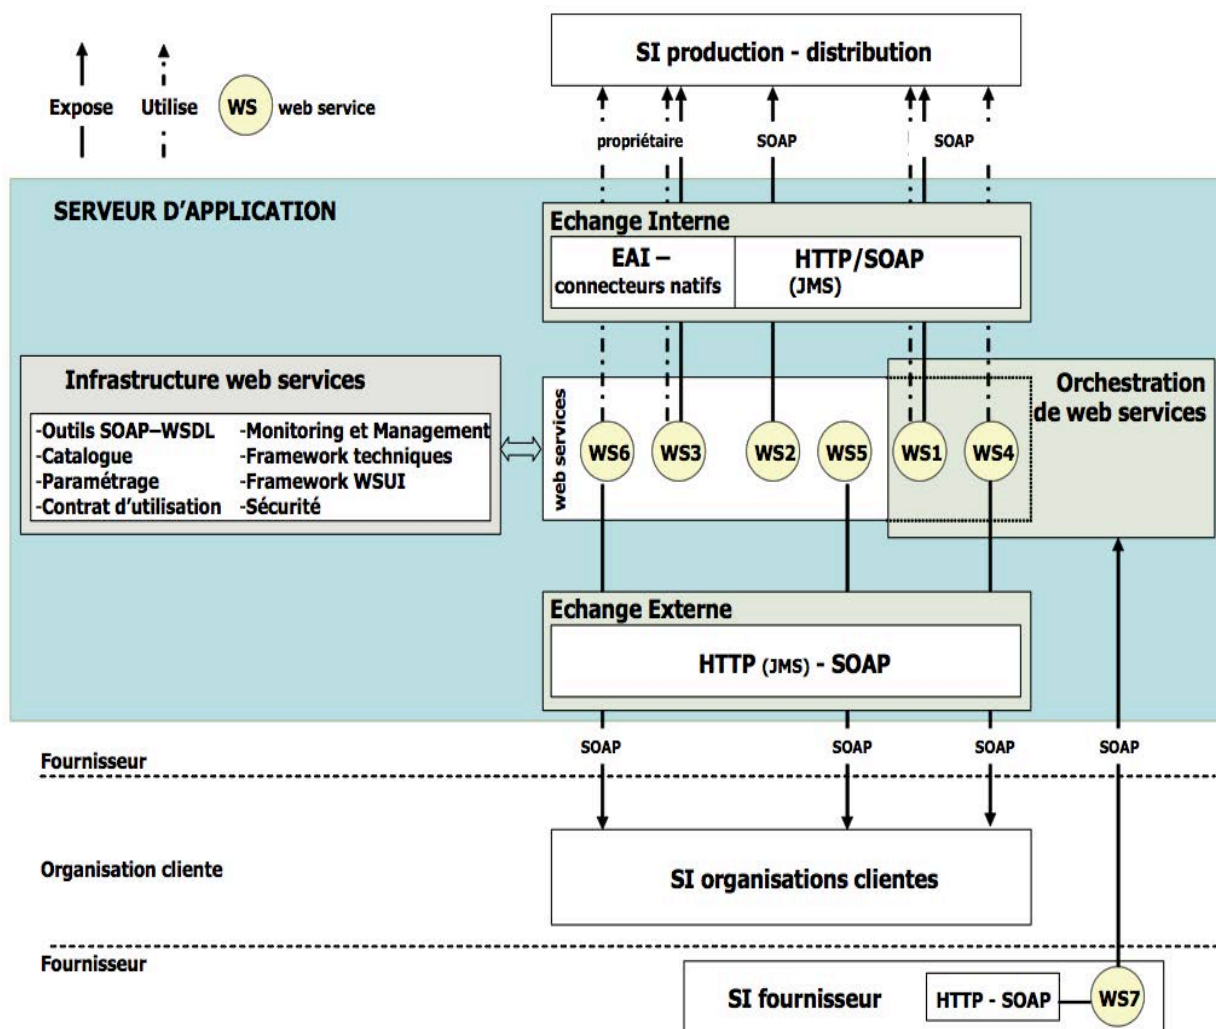 SI production - distribution
Expose
Utilise
WS
web service
propriétaire
SOAP
SOAP
SERVEUR D'APPLICATION
Echange Interne
EAI –
connecteurs natifs
HTTP/SOAP
(JMS)
Infrastructure web services
-Outils SOAP–WSDL
-Catalogue
-Paramétrage
-Contrat d'utilisation
-Monitoring et Management
-Framework techniques
-Framework WSUI
-Sécurité
web services
WS6
WS3
WS2
WS5
WS1
WS4
Orchestration
de web services
Echange Externe
HTTP (JMS) - SOAP
SOAP
SOAP
SOAP
SOAP
Fournisseur
Organisation cliente
SI organisations clientes
Fournisseur
SI fournisseur
HTTP - SOAP
WS7